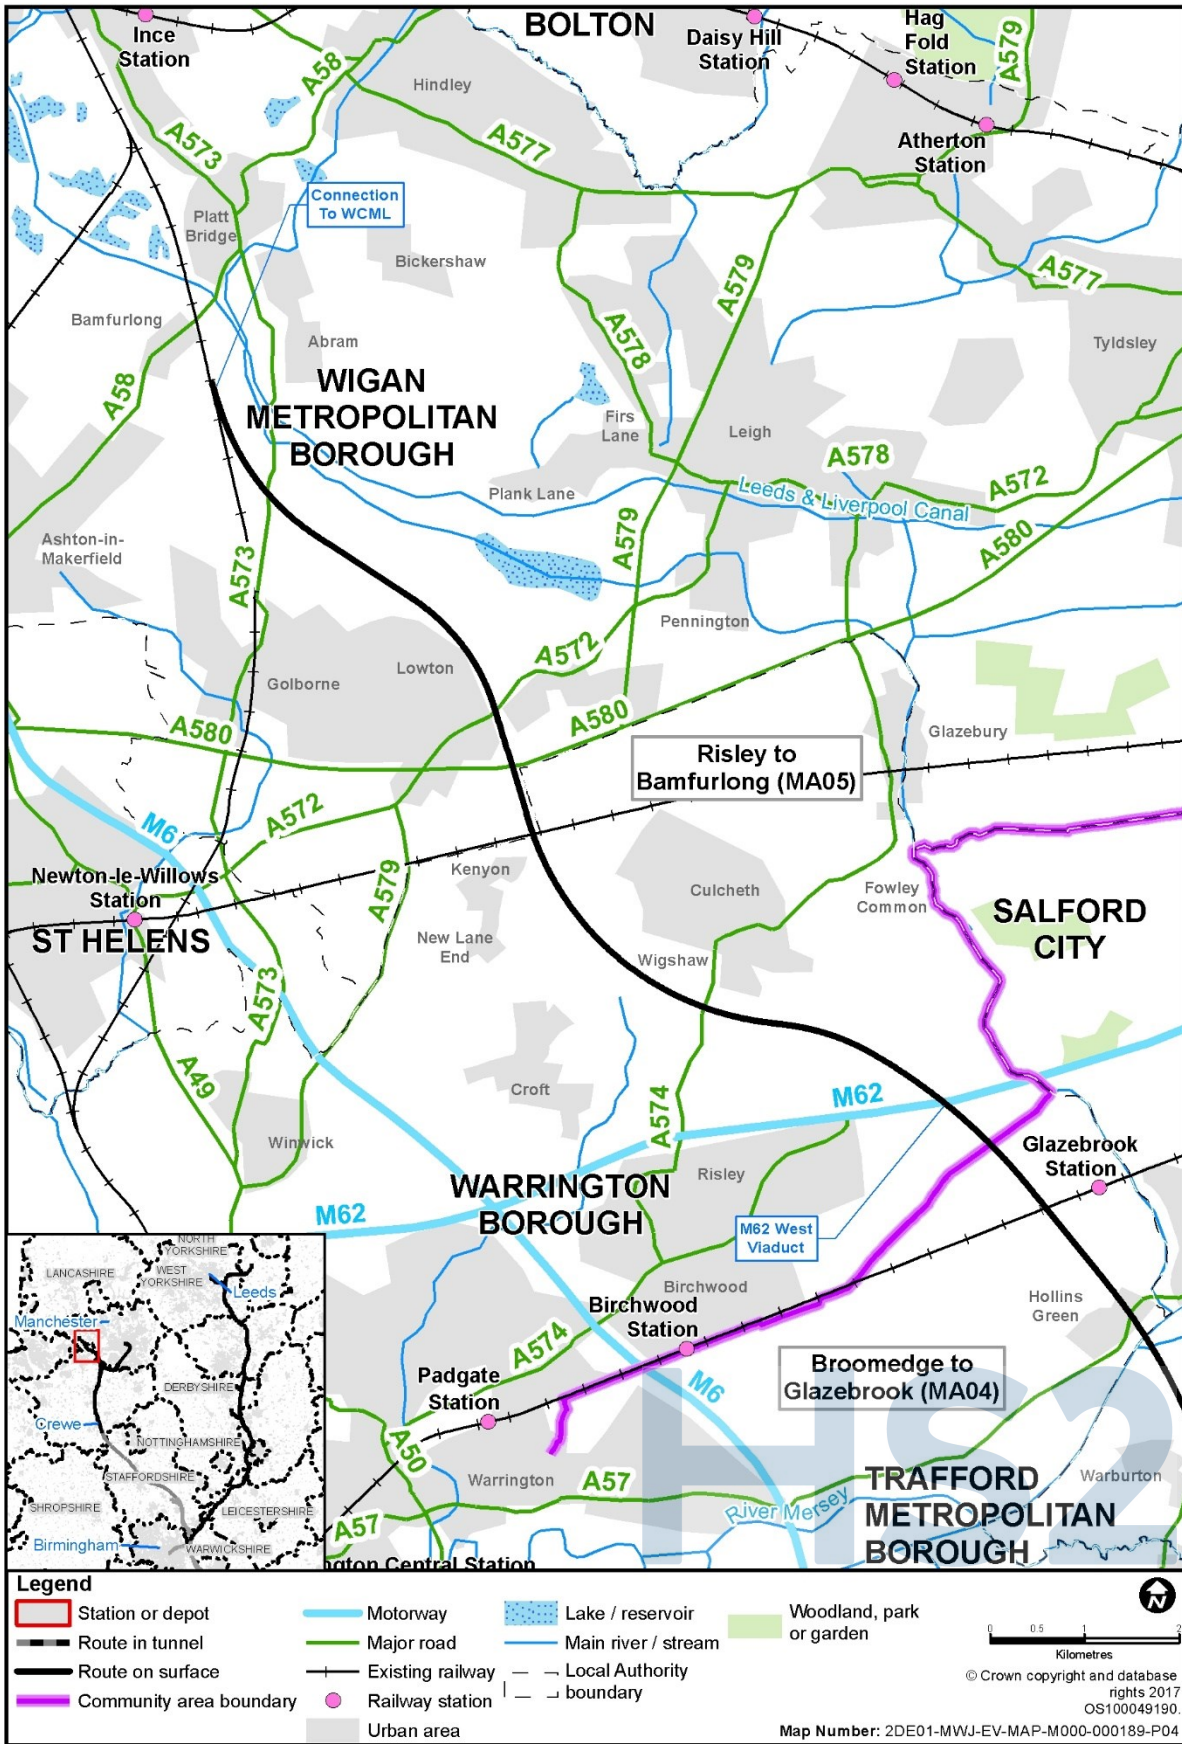 BOLTON
Ince
Station
Daisy Hill
Station
Hag
Fold
Station
A579
A58
Hindley
A573
A577
Atherton
Station
Connection
To WCML
Platt
Bridge
Bickershaw
A579
A577
Bamfurlong
Abram
A578
Tyldsley
A58
WIGAN
METROPOLITAN
BOROUGH
Firs
Lane
Leigh
A578
A572
Plank Lane
Leeds & Liverpool Canal
A579
A580
Ashton-in-
Makerfield
A573
Pennington
A572
Lowton
Golborne
A580
A580
Glazebury
Risley to
Bamfurlong (MA05)
M6
A572
A579
Newton-le-Willows
Station
Kenyon
Culcheth
Fowley
Common
SALFORD
CITY
ST HELENS
New Lane
End
Wigshaw
A573
A49
Croft
A574
M62
Winwick
Glazebrook
Station
Risley
WARRINGTON
BOROUGH
M62
M62 West
Viaduct
Birchwood
Hollins
Green
Birchwood
Station
A574
Padgate
Station
M6
Broomedge to
Glazebrook (MA04)
A50
Warrington
A57
TRAFFORD
METROPOLITAN
BOROUGH
Warburton
River Mersey
A57
ngton Central Station
HS2
NORTH
YORKSHIRE
LANCASHIRE
WEST
YORKSHIRE
Leeds
Manchester
DERBYSHIRE
Crewe
NOTTINGHAMSHIRE
STAFFORDSHIRE
SHROPSHIRE
LEICESTERSHIRE
Birmingham
WARWICKSHIRE
Legend
Station or depot
Route in tunnel
Route on surface
Community area boundary
Motorway
Major road
Existing railway
Railway station
Urban area
Lake / reservoir
Main river / stream
Local Authority
boundary
Woodland, park
or garden
N
0 0.5 1 2
Kilometres
© Crown copyright and database
rights 2017
OS100049190.
Map Number: 2DE01-MWJ-EV-MAP-M000-000189-P04